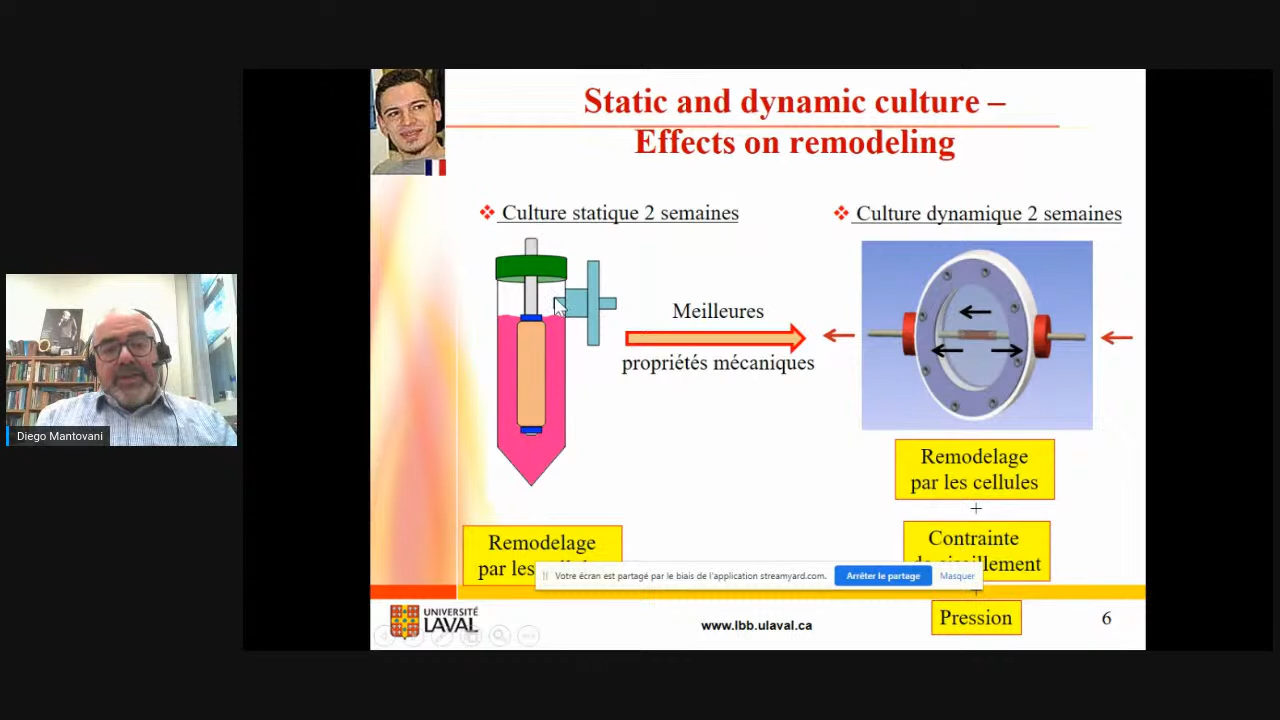 Static and dynamic culture –
Effects on remodeling
Culture statique 2 semaines
Culture dynamique 2 semaines
Meilleures
propriétés mécaniques
Diego Mantovani
Remodelage
par les cellules
+
Contrainte
de cisaillement
+
Pression
Remodelage
par les
Votre écran est partagé par le biais de l'application streamyard.com.
Arrêter le partage
Masquer
UNIVERSITÉ
LAVAL
www.lbb.ulaval.ca
6